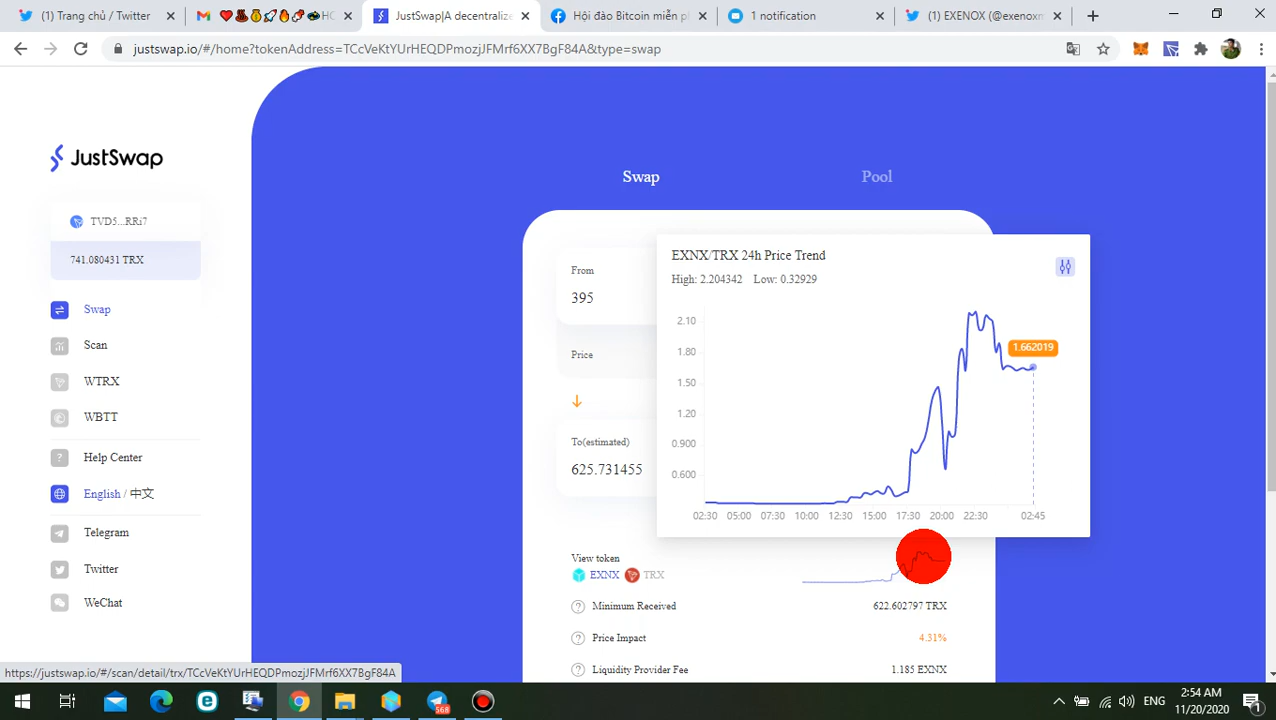 (1) Trang chủ / Twitter
JustSwap|A decentralize
Hội đào Bitcoin miễn ph
1 notification
(1) EXENOX (@exenoxm
justswap.io/#/home?tokenAddress=TCcVeKtYUrHEQDPmozjJFMrf6XX7BgF84A&type=swap
JustSwap
Swap
Pool
TVD5...RRi7
741.080431 TRX
EXNX/TRX 24h Price Trend
High: 2.204342 Low: 0.32929
From
395
Price
To(estimated)
625.731455
2.10
1.80
1.50
1.20
0.900
0.600
1.662019
02:30 05:00 07:30 10:00 12:30 15:00 17:30 20:00 22:30 02:45
Swap
Scan
WTRX
WBTT
Help Center
English / 中文
Telegram
Twitter
WeChat
View token
EXNX TRX
Minimum Received 622.602797 TRX
Price Impact 4.31%
Liquidity Provider Fee 1.185 EXNX
https://justswap.io/#/scan/detail/trx/TCcVeKtYUrHEQDPmozjJFMrf6XX7BgF84A
568
ENG
2:54 AM
11/20/2020
1